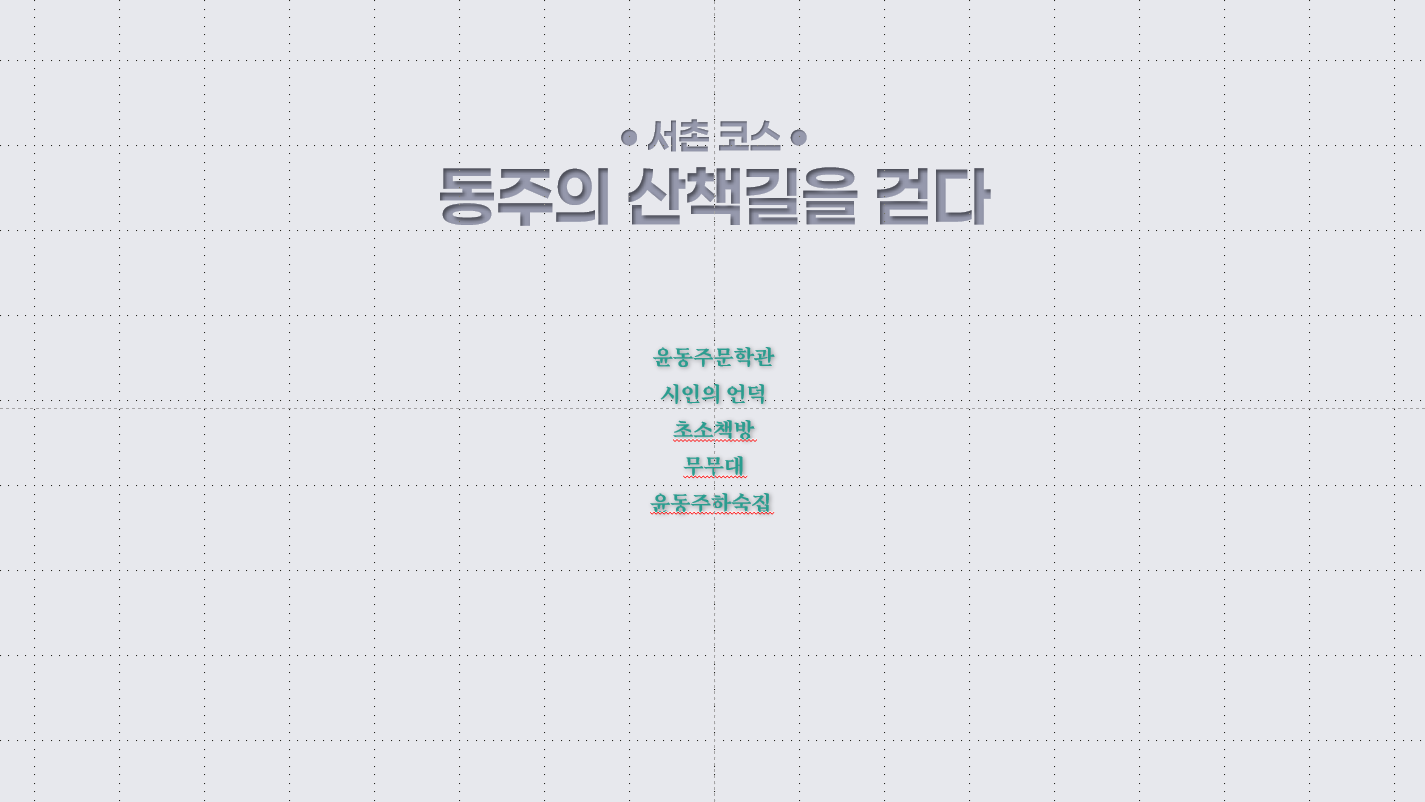 • 서촌 코스 •
동주의 산책길을 걷다
윤동주문학관
시인의 언덕
초소책방
무무대
윤동주하숙집